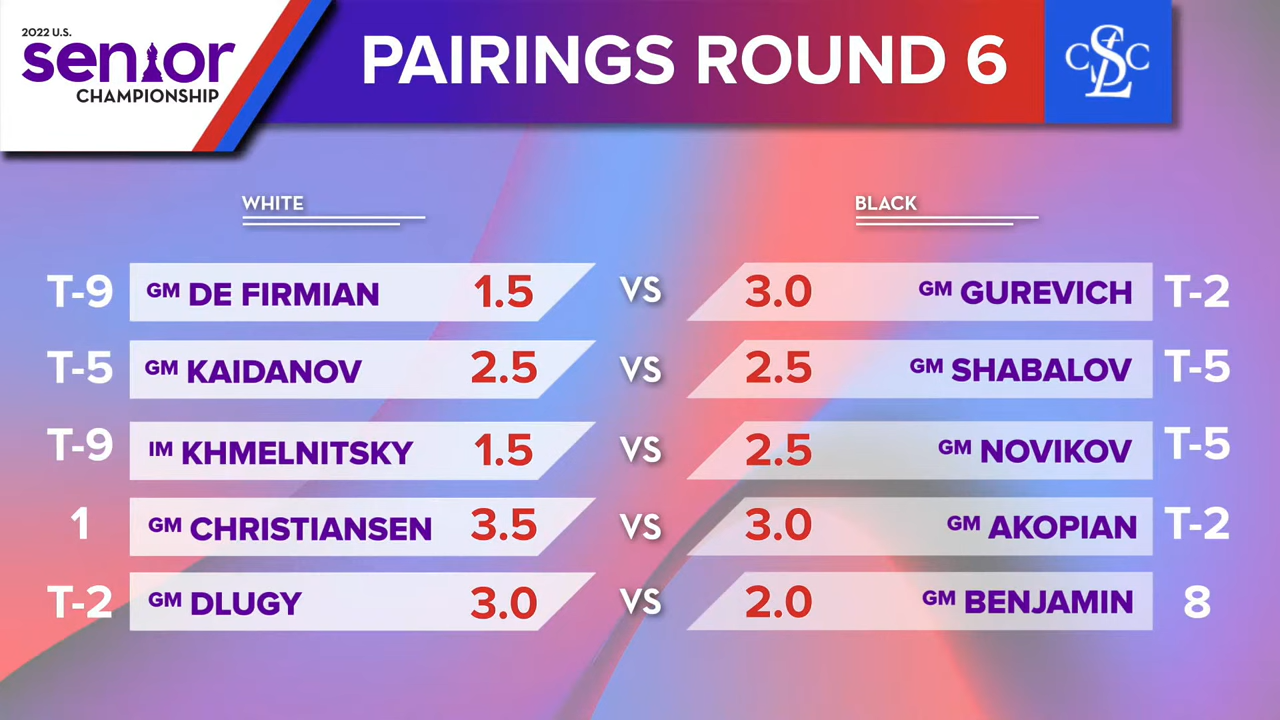 2022 U.S.
senior
CHAMPIONSHIP
PAIRINGS ROUND 6
CSLCC
WHITE
BLACK
T-9 GM DE FIRMIAN 1.5 VS 3.0 GM GUREVICH T-2
T-5 GM KAIDANOV 2.5 VS 2.5 GM SHABALOV T-5
T-9 IM KHMELNITSKY 1.5 VS 2.5 GM NOVIKOV T-5
1 GM CHRISTIANSEN 3.5 VS 3.0 GM AKOPIAN T-2
T-2 GM DLUGY 3.0 VS 2.0 GM BENJAMIN 8